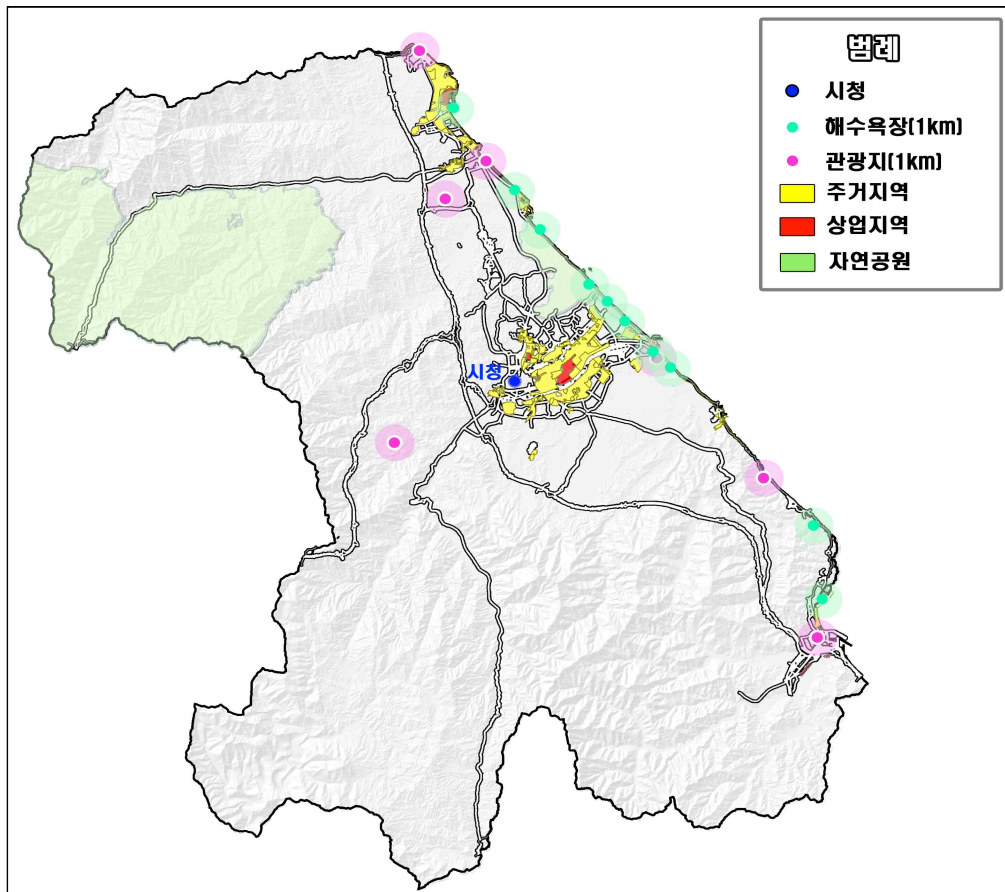 범례
시청
해수욕장(1km)
관광지(1km)
주거지역
상업지역
자연공원
시청